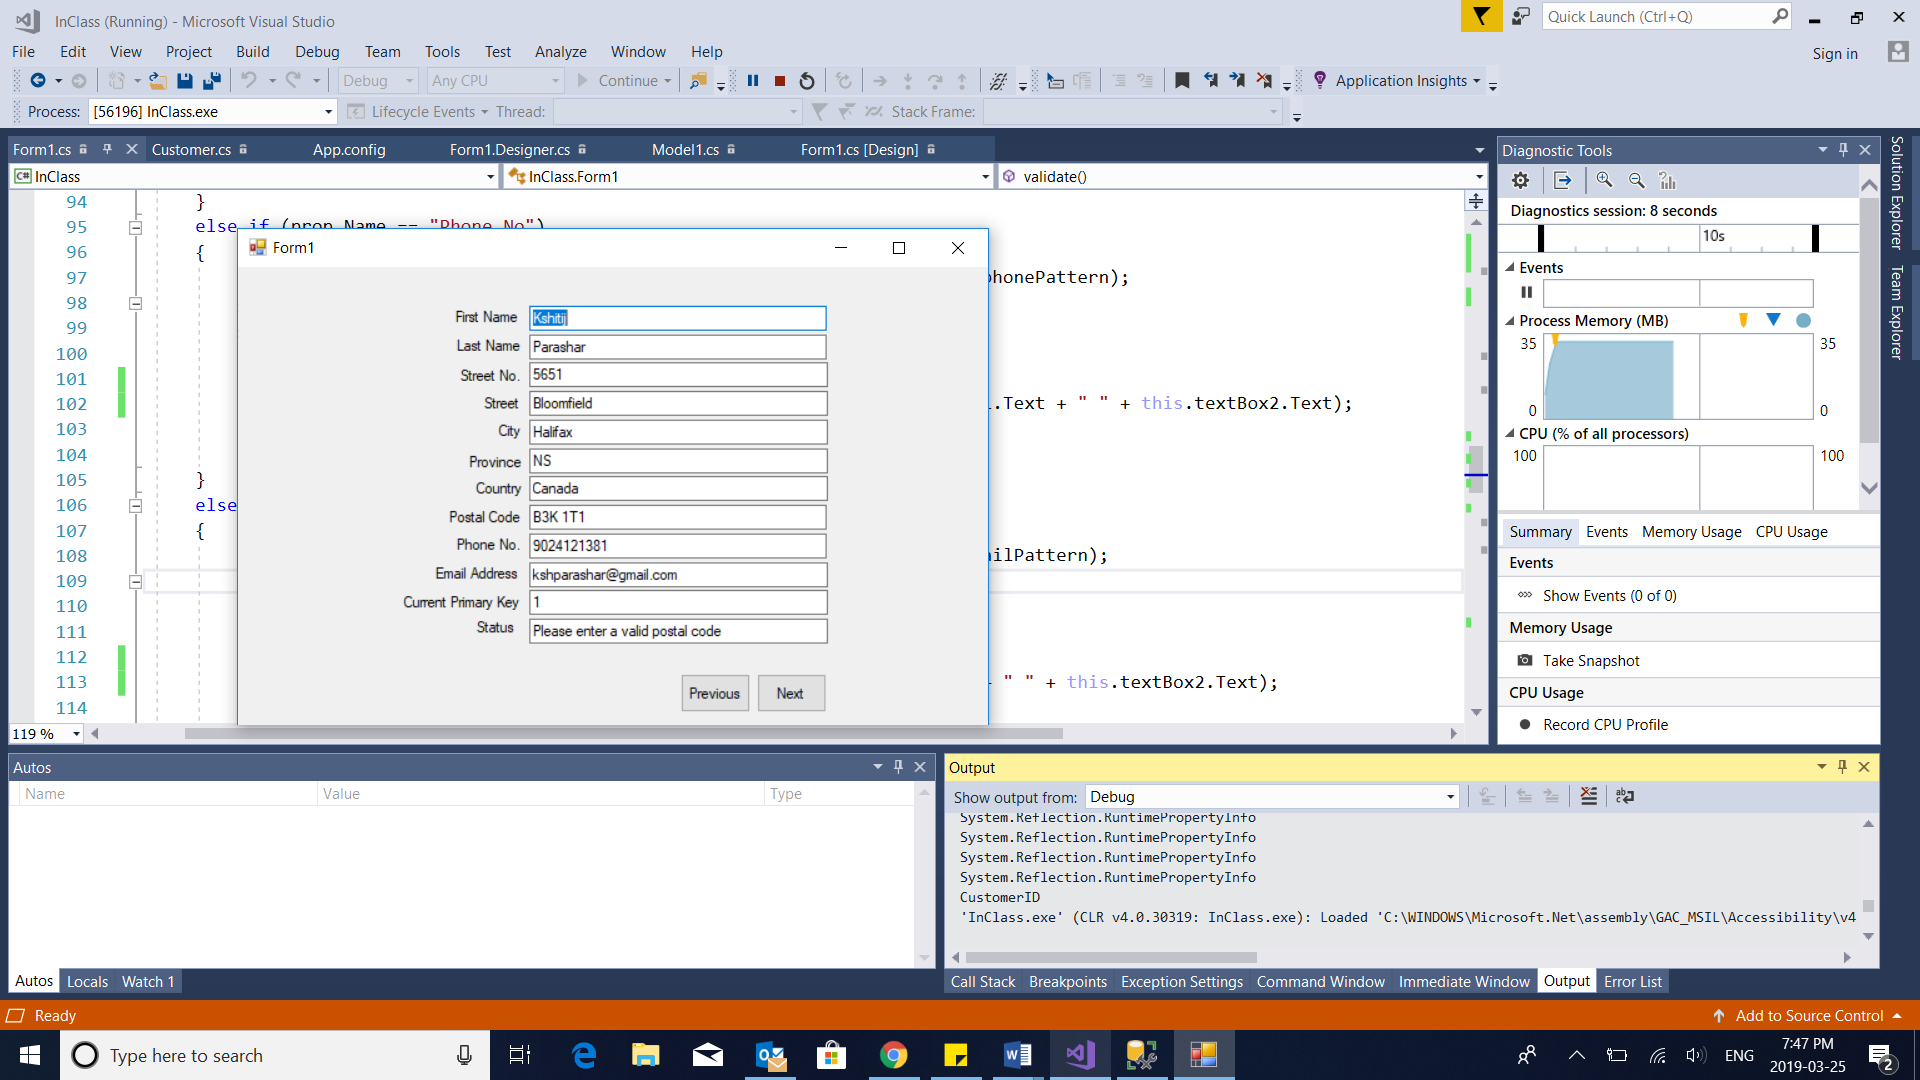 InClass (Running) - Microsoft Visual Studio
Quick Launch (Ctrl+Q)
File Edit View Project Build Debug Team Tools Test Analyze Window Help
Sign in
Debug Any CPU Continue Application Insights
Process: [56196] InClass.exe Lifecycle Events Thread: Stack Frame:
Form1.cs Customer.cs App.config Form1.Designer.cs Model1.cs Form1.cs [Design]
InClass InClass.Form1 validate()
94 }
95 else if (prop.Name == "Phone_No")
96 {
97 phonePattern);
98
99
100
101
102 .Text + " " + this.textBox2.Text);
103
104
105 }
106 else
107 {
108 ailPattern);
109
110
111
112
113 " " + this.textBox2.Text);
114
119 %
Form1
First Name Kshitij
Last Name Parashar
Street No. 5651
Street Bloomfield
City Halifax
Province NS
Country Canada
Postal Code B3K 1T1
Phone No. 9024121381
Email Address kshparashar@gmail.com
Current Primary Key 1
Status Please enter a valid postal code
Previous Next
Diagnostic Tools
Diagnostics session: 8 seconds
10s
Events
Process Memory (MB)
35 35
0 0
CPU (% of all processors)
100 100
Summary Events Memory Usage CPU Usage
Events
Show Events (0 of 0)
Memory Usage
Take Snapshot
CPU Usage
Record CPU Profile
Solution Explorer
Team Explorer
Autos
Name Value Type
Autos Locals Watch 1
Output
Show output from: Debug
System.Reflection.RuntimePropertyInfo
System.Reflection.RuntimePropertyInfo
System.Reflection.RuntimePropertyInfo
System.Reflection.RuntimePropertyInfo
CustomerID
'InClass.exe' (CLR v4.0.30319: InClass.exe): Loaded 'C:\WINDOWS\Microsoft.Net\assembly\GAC_MSIL\Accessibility\v4
Call Stack Breakpoints Exception Settings Command Window Immediate Window Output Error List
Ready
Add to Source Control
Type here to search
ENG
7:47 PM
2019-03-25
2